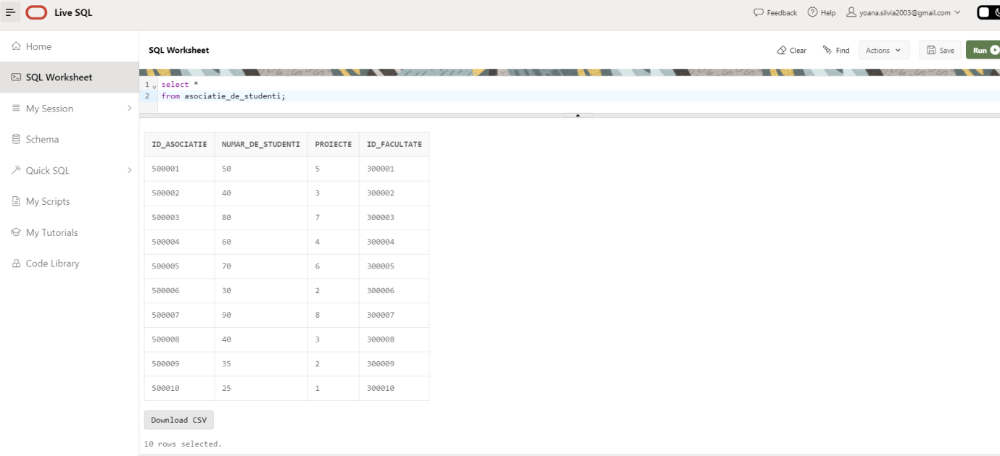 Live SQL
Feedback Help yoana.silvia2003@gmail.com
Home
SQL Worksheet
My Session
Schema
Quick SQL
My Scripts
My Tutorials
Code Library
SQL Worksheet Clear Find Actions Save Run
1 select *
2 from asociatie_de_studenti;
ID_ASOCIATIE NUMAR_DE_STUDENTI PROIECTE ID_FACULTATE
500001 50 5 300001
500002 40 3 300002
500003 80 7 300003
500004 60 4 300004
500005 70 6 300005
500006 30 2 300006
500007 90 8 300007
500008 40 3 300008
500009 35 2 300009
500010 25 1 300010
Download CSV
10 rows selected.